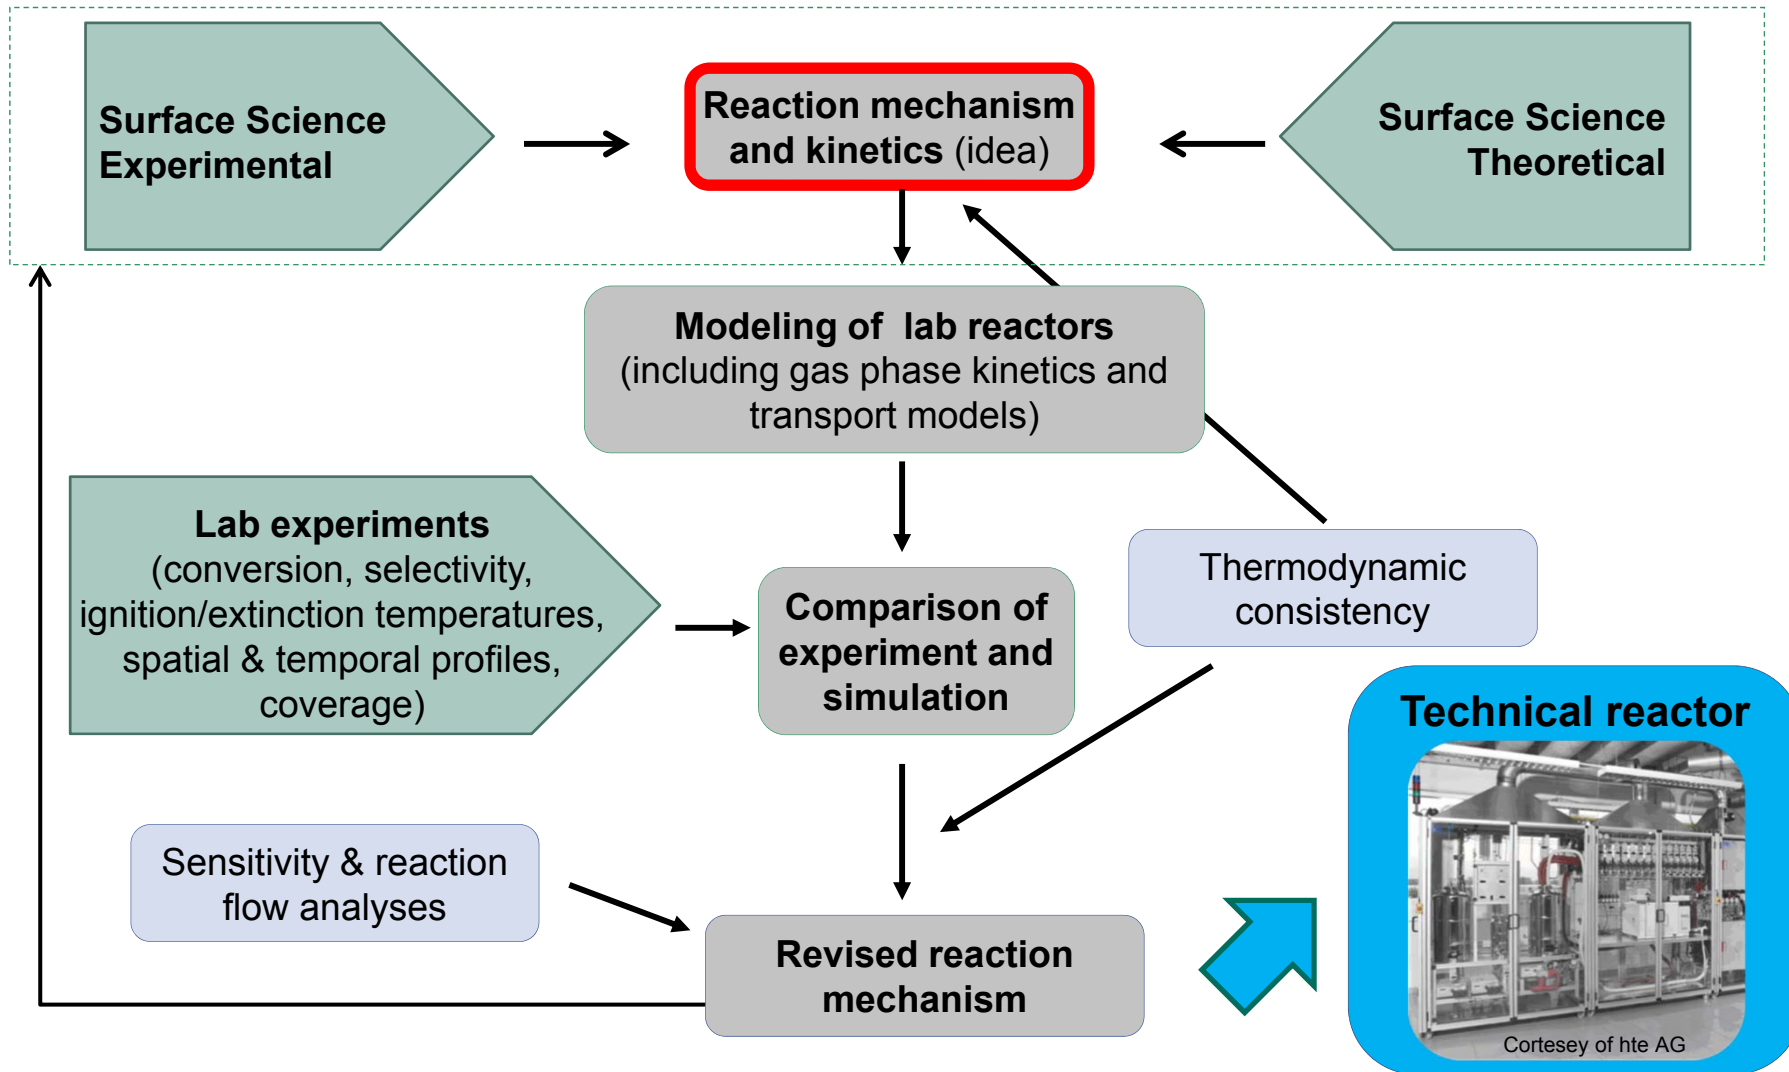 Surface Science
Experimental
Reaction mechanism
and kinetics (idea)
Surface Science
Theoretical
Modeling of  lab reactors
(including gas phase kinetics and
transport models)
Lab experiments
(conversion, selectivity,
ignition/extinction temperatures,
spatial & temporal profiles,
coverage)
Comparison of
experiment and
simulation
Thermodynamic
consistency
Technical reactor
Cortesey of hte AG
Sensitivity & reaction
flow analyses
Revised reaction
mechanism